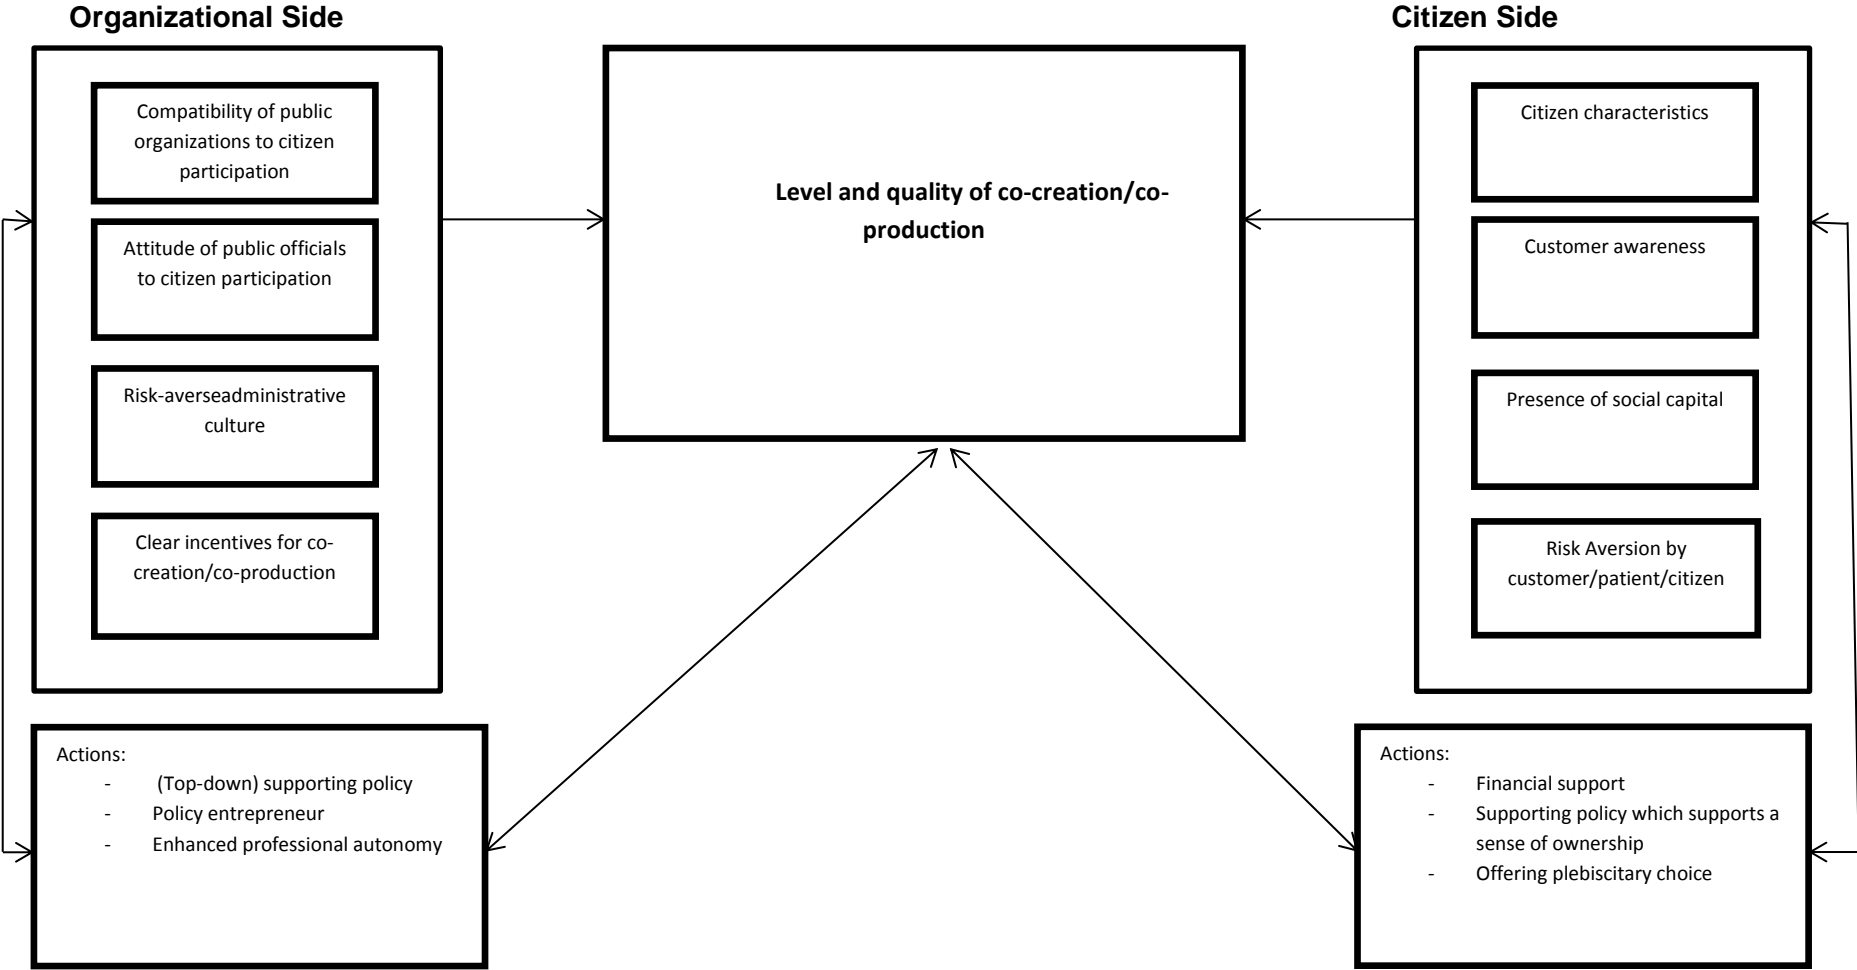 Organizational Side
Compatibility of public
organizations to citizen
participation
Attitude of public officials
to citizen participation
Risk-averseadministrative
culture
Clear incentives for co-
creation/co-production
Actions:
- (Top-down) supporting policy
- Policy entrepreneur
- Enhanced professional autonomy
Level and quality of co-creation/co-
production
Citizen Side
Citizen characteristics
Customer awareness
Presence of social capital
Risk Aversion by
customer/patient/citizen
Actions:
- Financial support
- Supporting policy which supports a
sense of ownership
- Offering plebiscitary choice